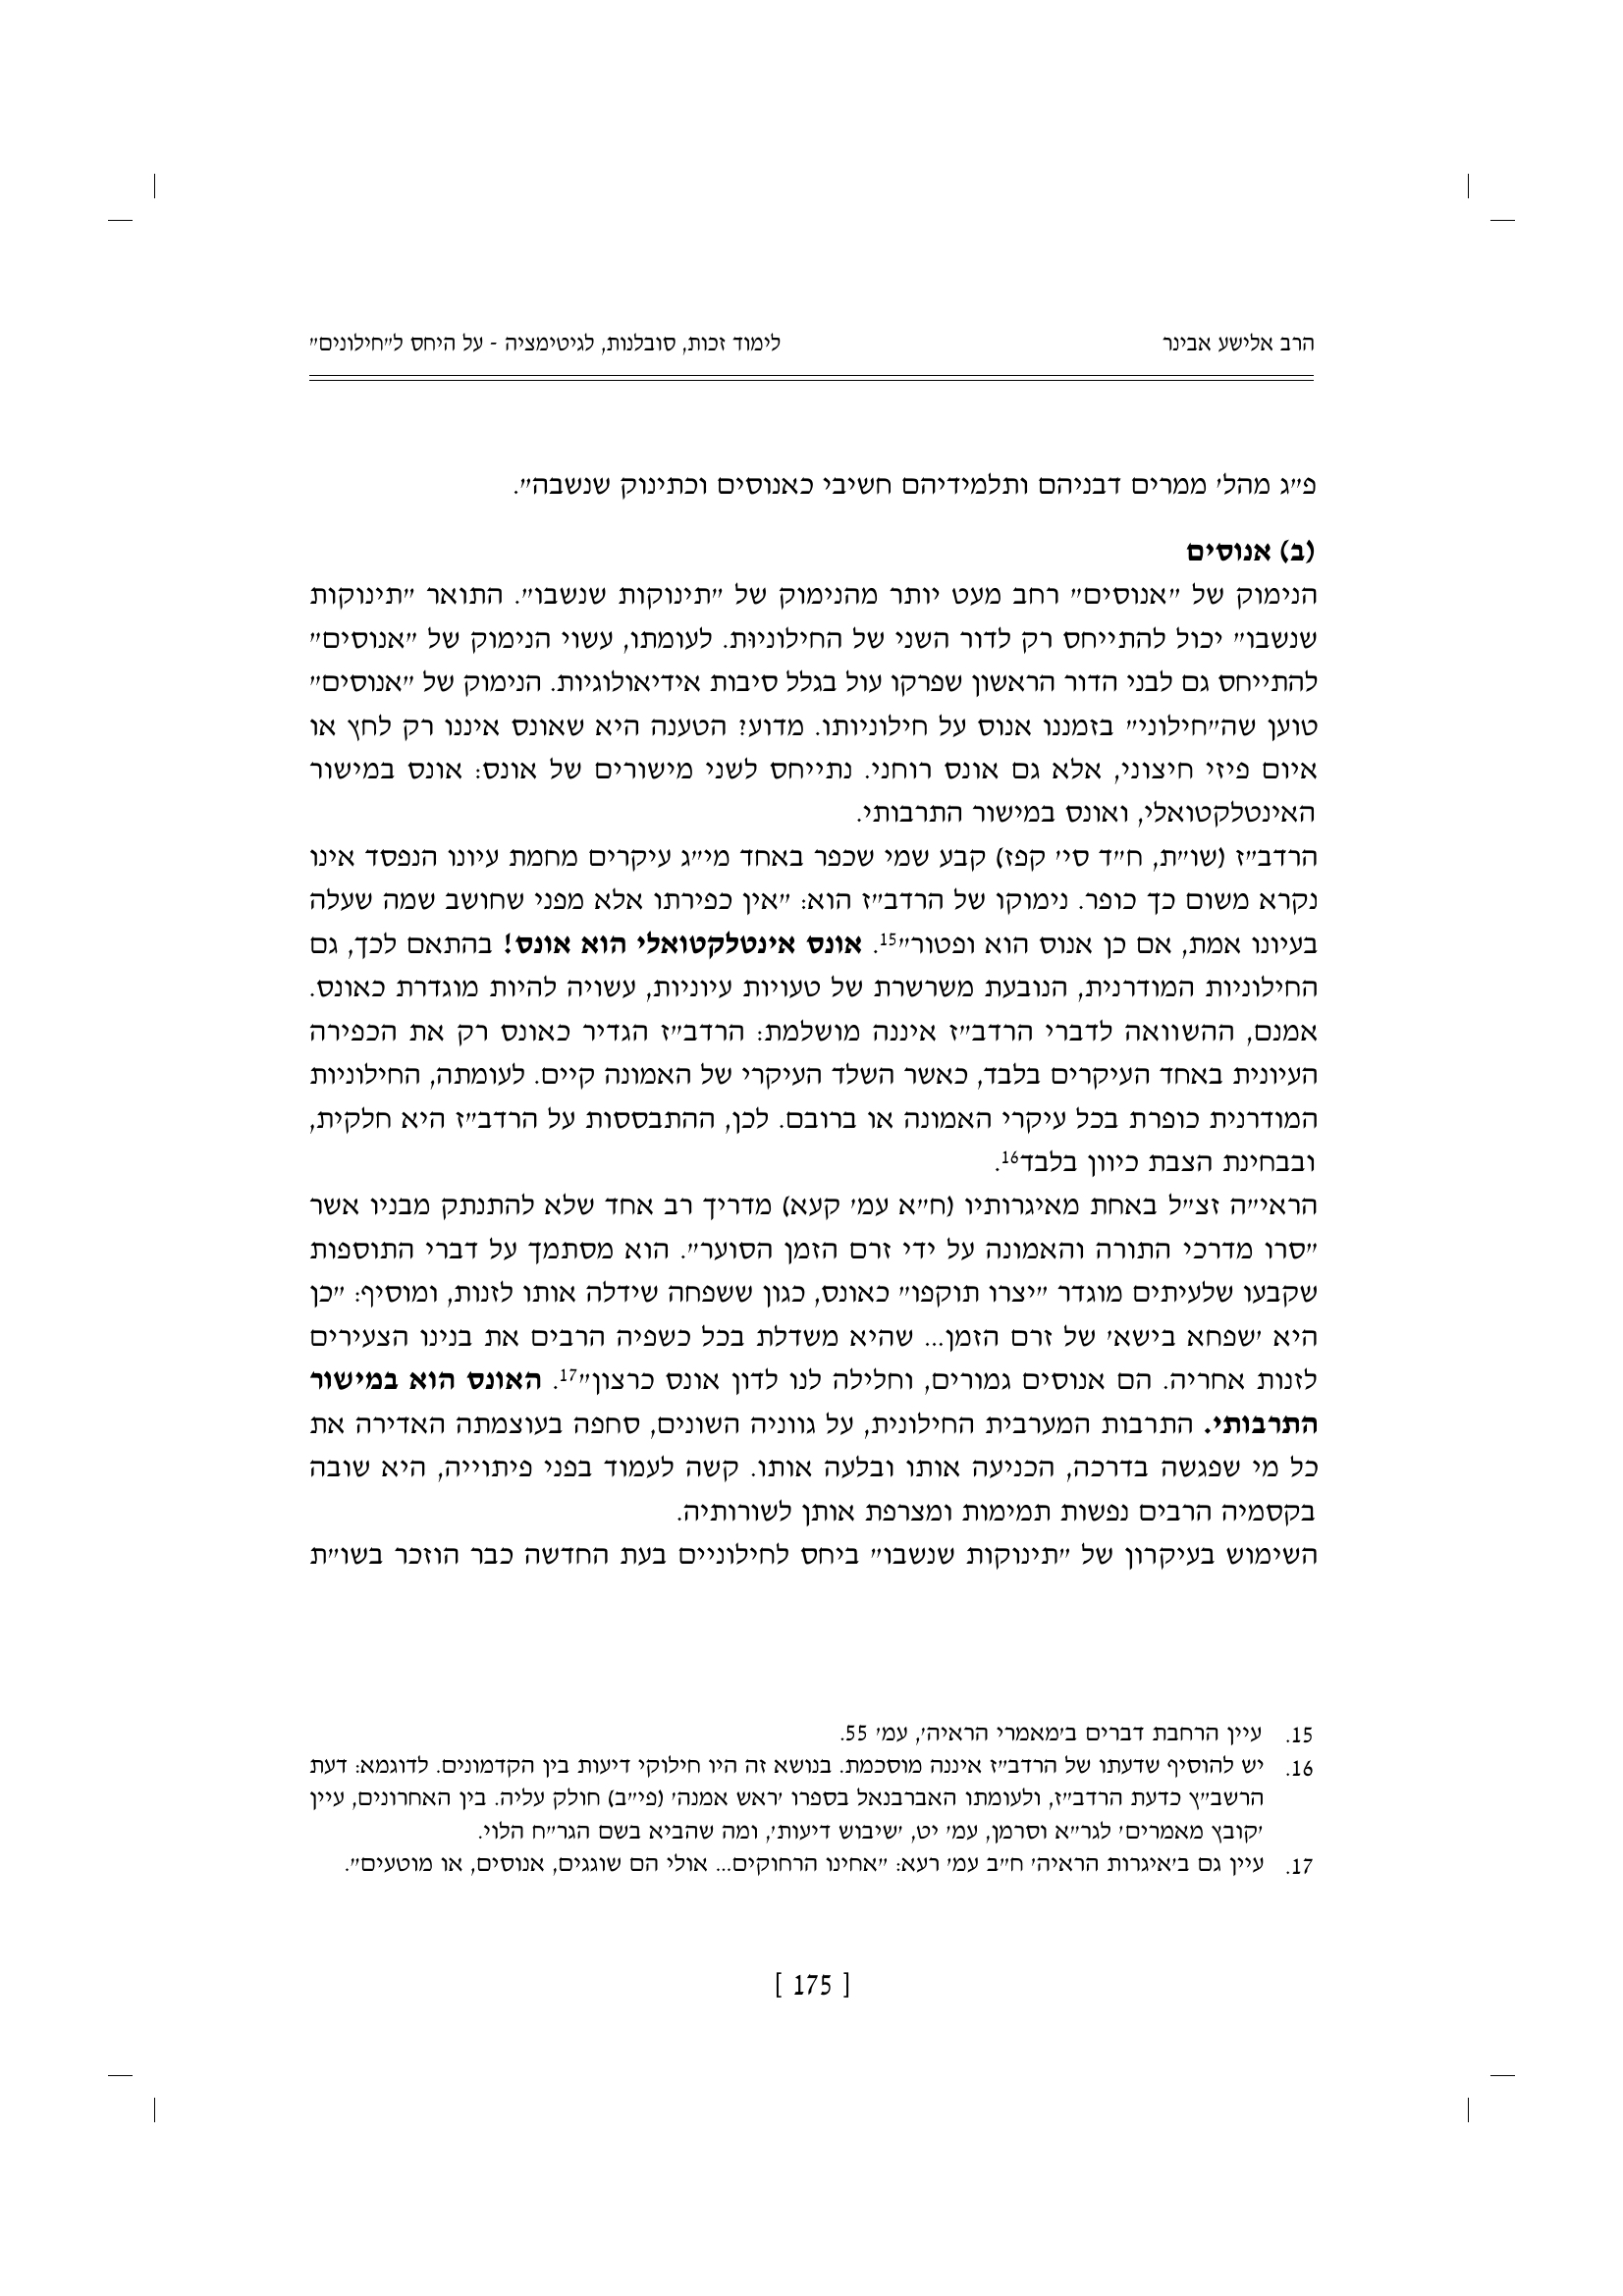 הרב אלישע אבינר
לימוד זכות, סובלנות, לגיטימציה - על היחס ל״חילונים״
פ״ג מהל׳ ממרים דבניהם ותלמידיהם חשיבי כאנוסים וכתינוק שנשבה״.
(ב) אנוסים
הנימוק של ״אנוסים״ רחב מעט יותר מהנימוק של ״תינוקות שנשבו״. התואר ״תינוקות
שנשבו״ יכול להתייחס רק לדור השני של החילוניוּת. לעומתו, עשוי הנימוק של ״אנוסים״
להתייחס גם לבני הדור הראשון שפרקו עול בגלל סיבות אידיאולוגיות. הנימוק של ״אנוסים״
טוען שה״חילוני״ בזמננו אנוס על חילוניותו. מדוע? הטענה היא שאונס איננו רק לחץ או
איום פיזי חיצוני, אלא גם אונס רוחני. נתייחס לשני מישורים של אונס: אונס במישור
האינטלקטואלי, ואונס במישור התרבותי.
הרדב״ז (שו״ת, ח״ד סי׳ קפז) קבע שמי שכפר באחד מי״ג עיקרים מחמת עיונו הנפסד אינו
נקרא משום כך כופר. נימוקו של הרדב״ז הוא: ״אין כפירתו אלא מפני שחושב שמה שעלה
בעיונו אמת, אם כן אנוס הוא ופטור״15. אונס אינטלקטואלי הוא אונס! בהתאם לכך, גם
החילוניות המודרנית, הנובעת משרשרת של טעויות עיוניות, עשויה להיות מוגדרת כאונס.
אמנם, ההשוואה לדברי הרדב״ז איננה מושלמת: הרדב״ז הגדיר כאונס רק את הכפירה
העיונית באחד העיקרים בלבד, כאשר השלד העיקרי של האמונה קיים. לעומתה, החילוניות
המודרנית כופרת בכל עיקרי האמונה או ברובם. לכן, ההתבססות על הרדב״ז היא חלקית,
ובבחינת הצבת כיוון בלבד16.
הראי״ה זצ״ל באחת מאיגרותיו (ח״א עמ׳ קעא) מדריך רב אחד שלא להתנתק מבניו אשר
״סרו מדרכי התורה והאמונה על ידי זרם הזמן הסוער״. הוא מסתמך על דברי התוספות
שקבעו שלעיתים מוגדר ״יצרו תוקפו״ כאונס, כגון ששפחה שידלה אותו לזנות, ומוסיף: ״כן
היא ׳שפחא בישא׳ של זרם הזמן... שהיא משדלת בכל כשפיה הרבים את בנינו הצעירים
לזנות אחריה. הם אנוסים גמורים, וחלילה לנו לדון אונס כרצון״17. האונס הוא במישור
התרבותי. התרבות המערבית החילונית, על גווניה השונים, סחפה בעוצמתה האדירה את
כל מי שפגשה בדרכה, הכניעה אותו ובלעה אותו. קשה לעמוד בפני פיתוייה, היא שובה
בקסמיה הרבים נפשות תמימות ומצרפת אותן לשורותיה.
השימוש בעיקרון של ״תינוקות שנשבו״ ביחס לחילוניים בעת החדשה כבר הוזכר בשו״ת
15. עיין הרחבת דברים ב׳מאמרי הראיה׳, עמ׳ 55.
16. יש להוסיף שדעתו של הרדב״ז איננה מוסכמת. בנושא זה היו חילוקי דיעות בין הקדמונים. לדוגמא: דעת
הרשב״ץ כדעת הרדב״ז, ולעומתו האברבנאל בספרו ׳ראש אמנה׳ (פי״ב) חולק עליה. בין האחרונים, עיין
׳קובץ מאמרים׳ לגר״א וסרמן, עמ׳ יט, ׳שיבוש דיעות׳, ומה שהביא בשם הגר״ח הלוי.
17. עיין גם ב׳איגרות הראיה׳ ח״ב עמ׳ רעא: ״אחינו הרחוקים... אולי הם שוגגים, אנוסים, או מוטעים״.
[ 175 ]